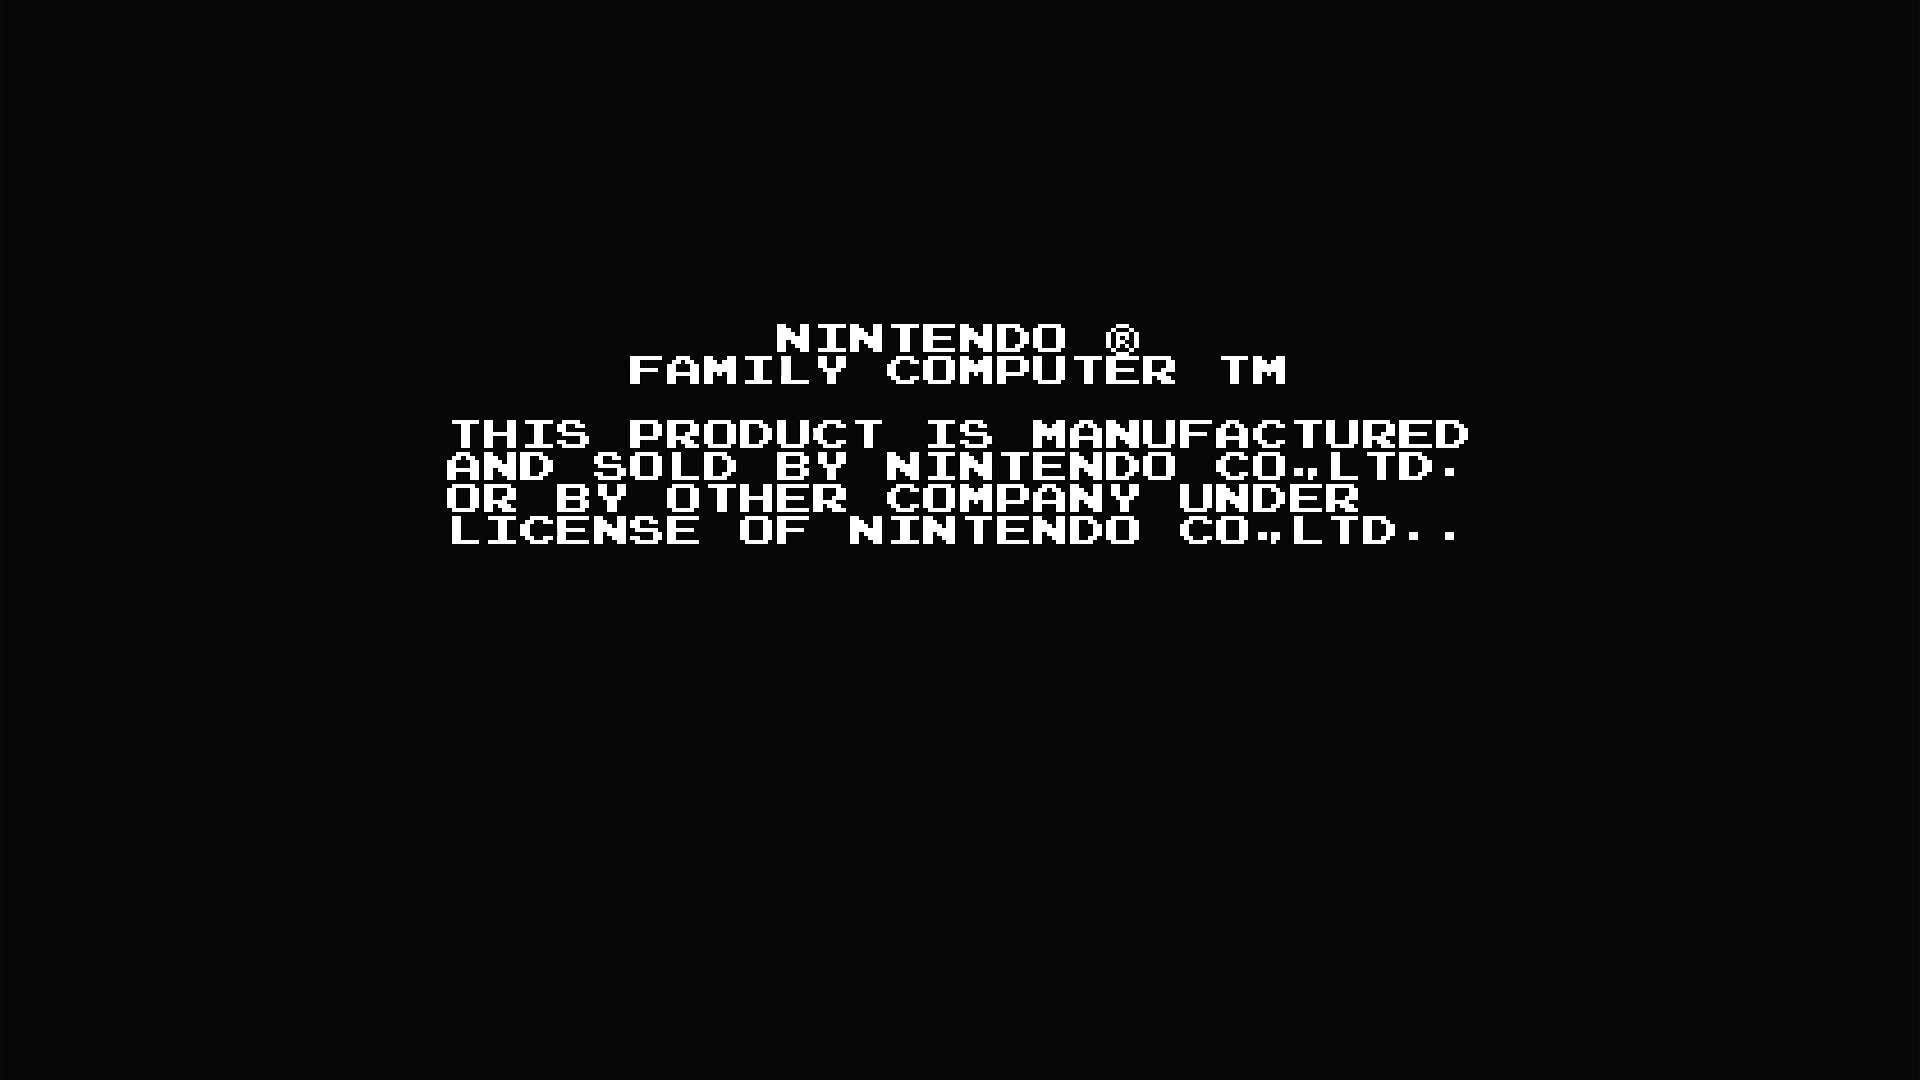 NINTENDO ®
FAMILY COMPUTER TM
THIS PRODUCT IS MANUFACTURED
AND SOLD BY NINTENDO CO.,LTD.
OR BY OTHER COMPANY UNDER
LICENSE OF NINTENDO CO.,LTD..